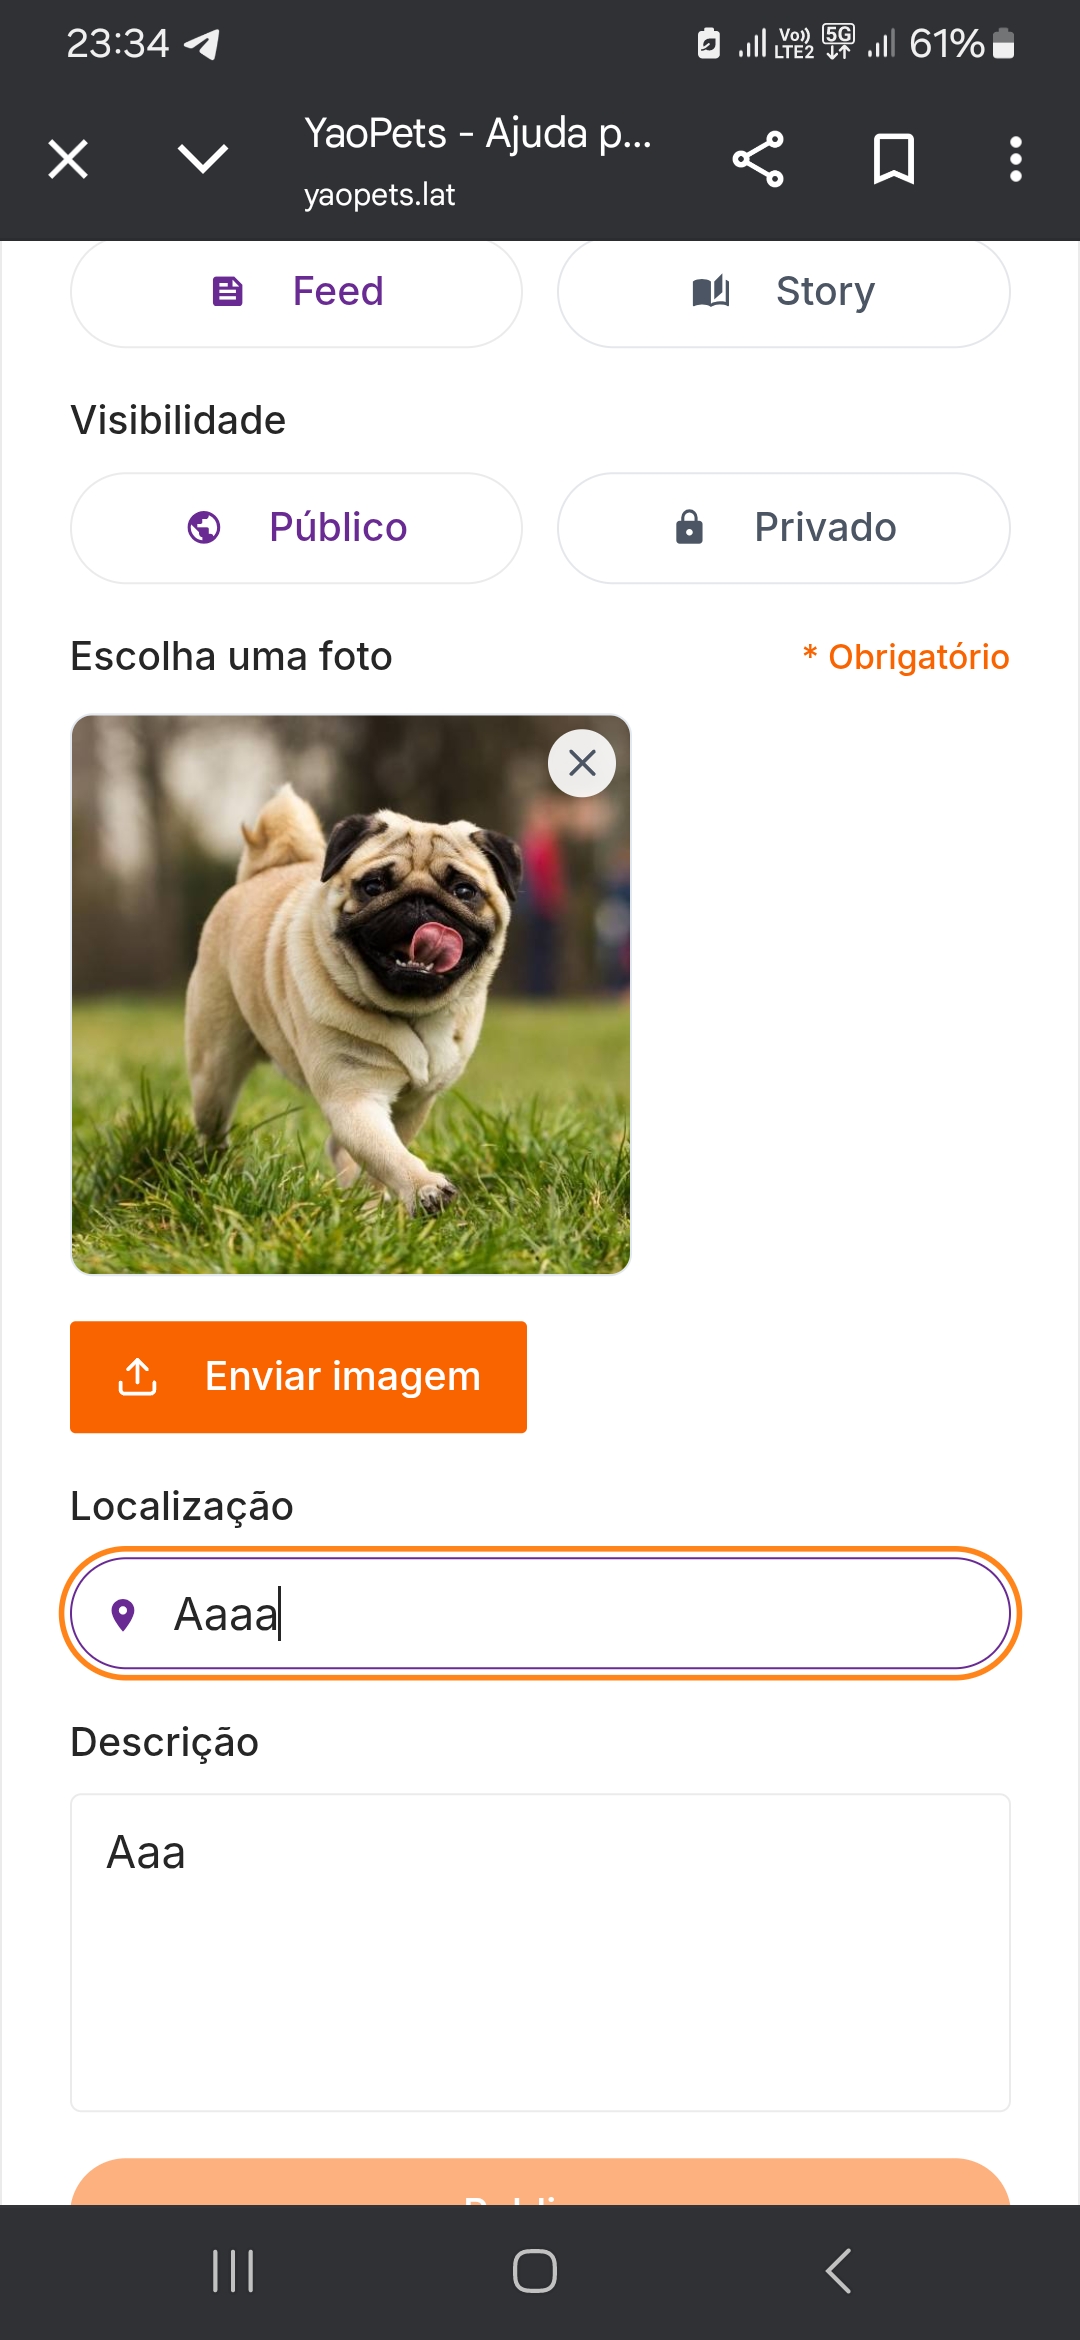 23:34
Vo))
LTE2
5G
61%
YaoPets - Ajuda p...
yaopets.lat
Feed
Story
Visibilidade
Público
Privado
Escolha uma foto
* Obrigatório
Enviar imagem
Localização
Aaaa
Descrição
Aaa